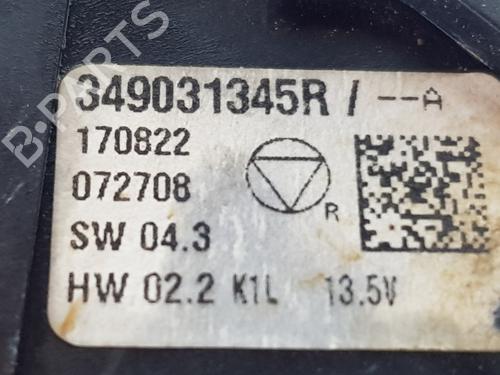 B-PARTS
349031345R / --A
170822
072708
R
SW 04.3
HW 02.2 K1L 13.5V